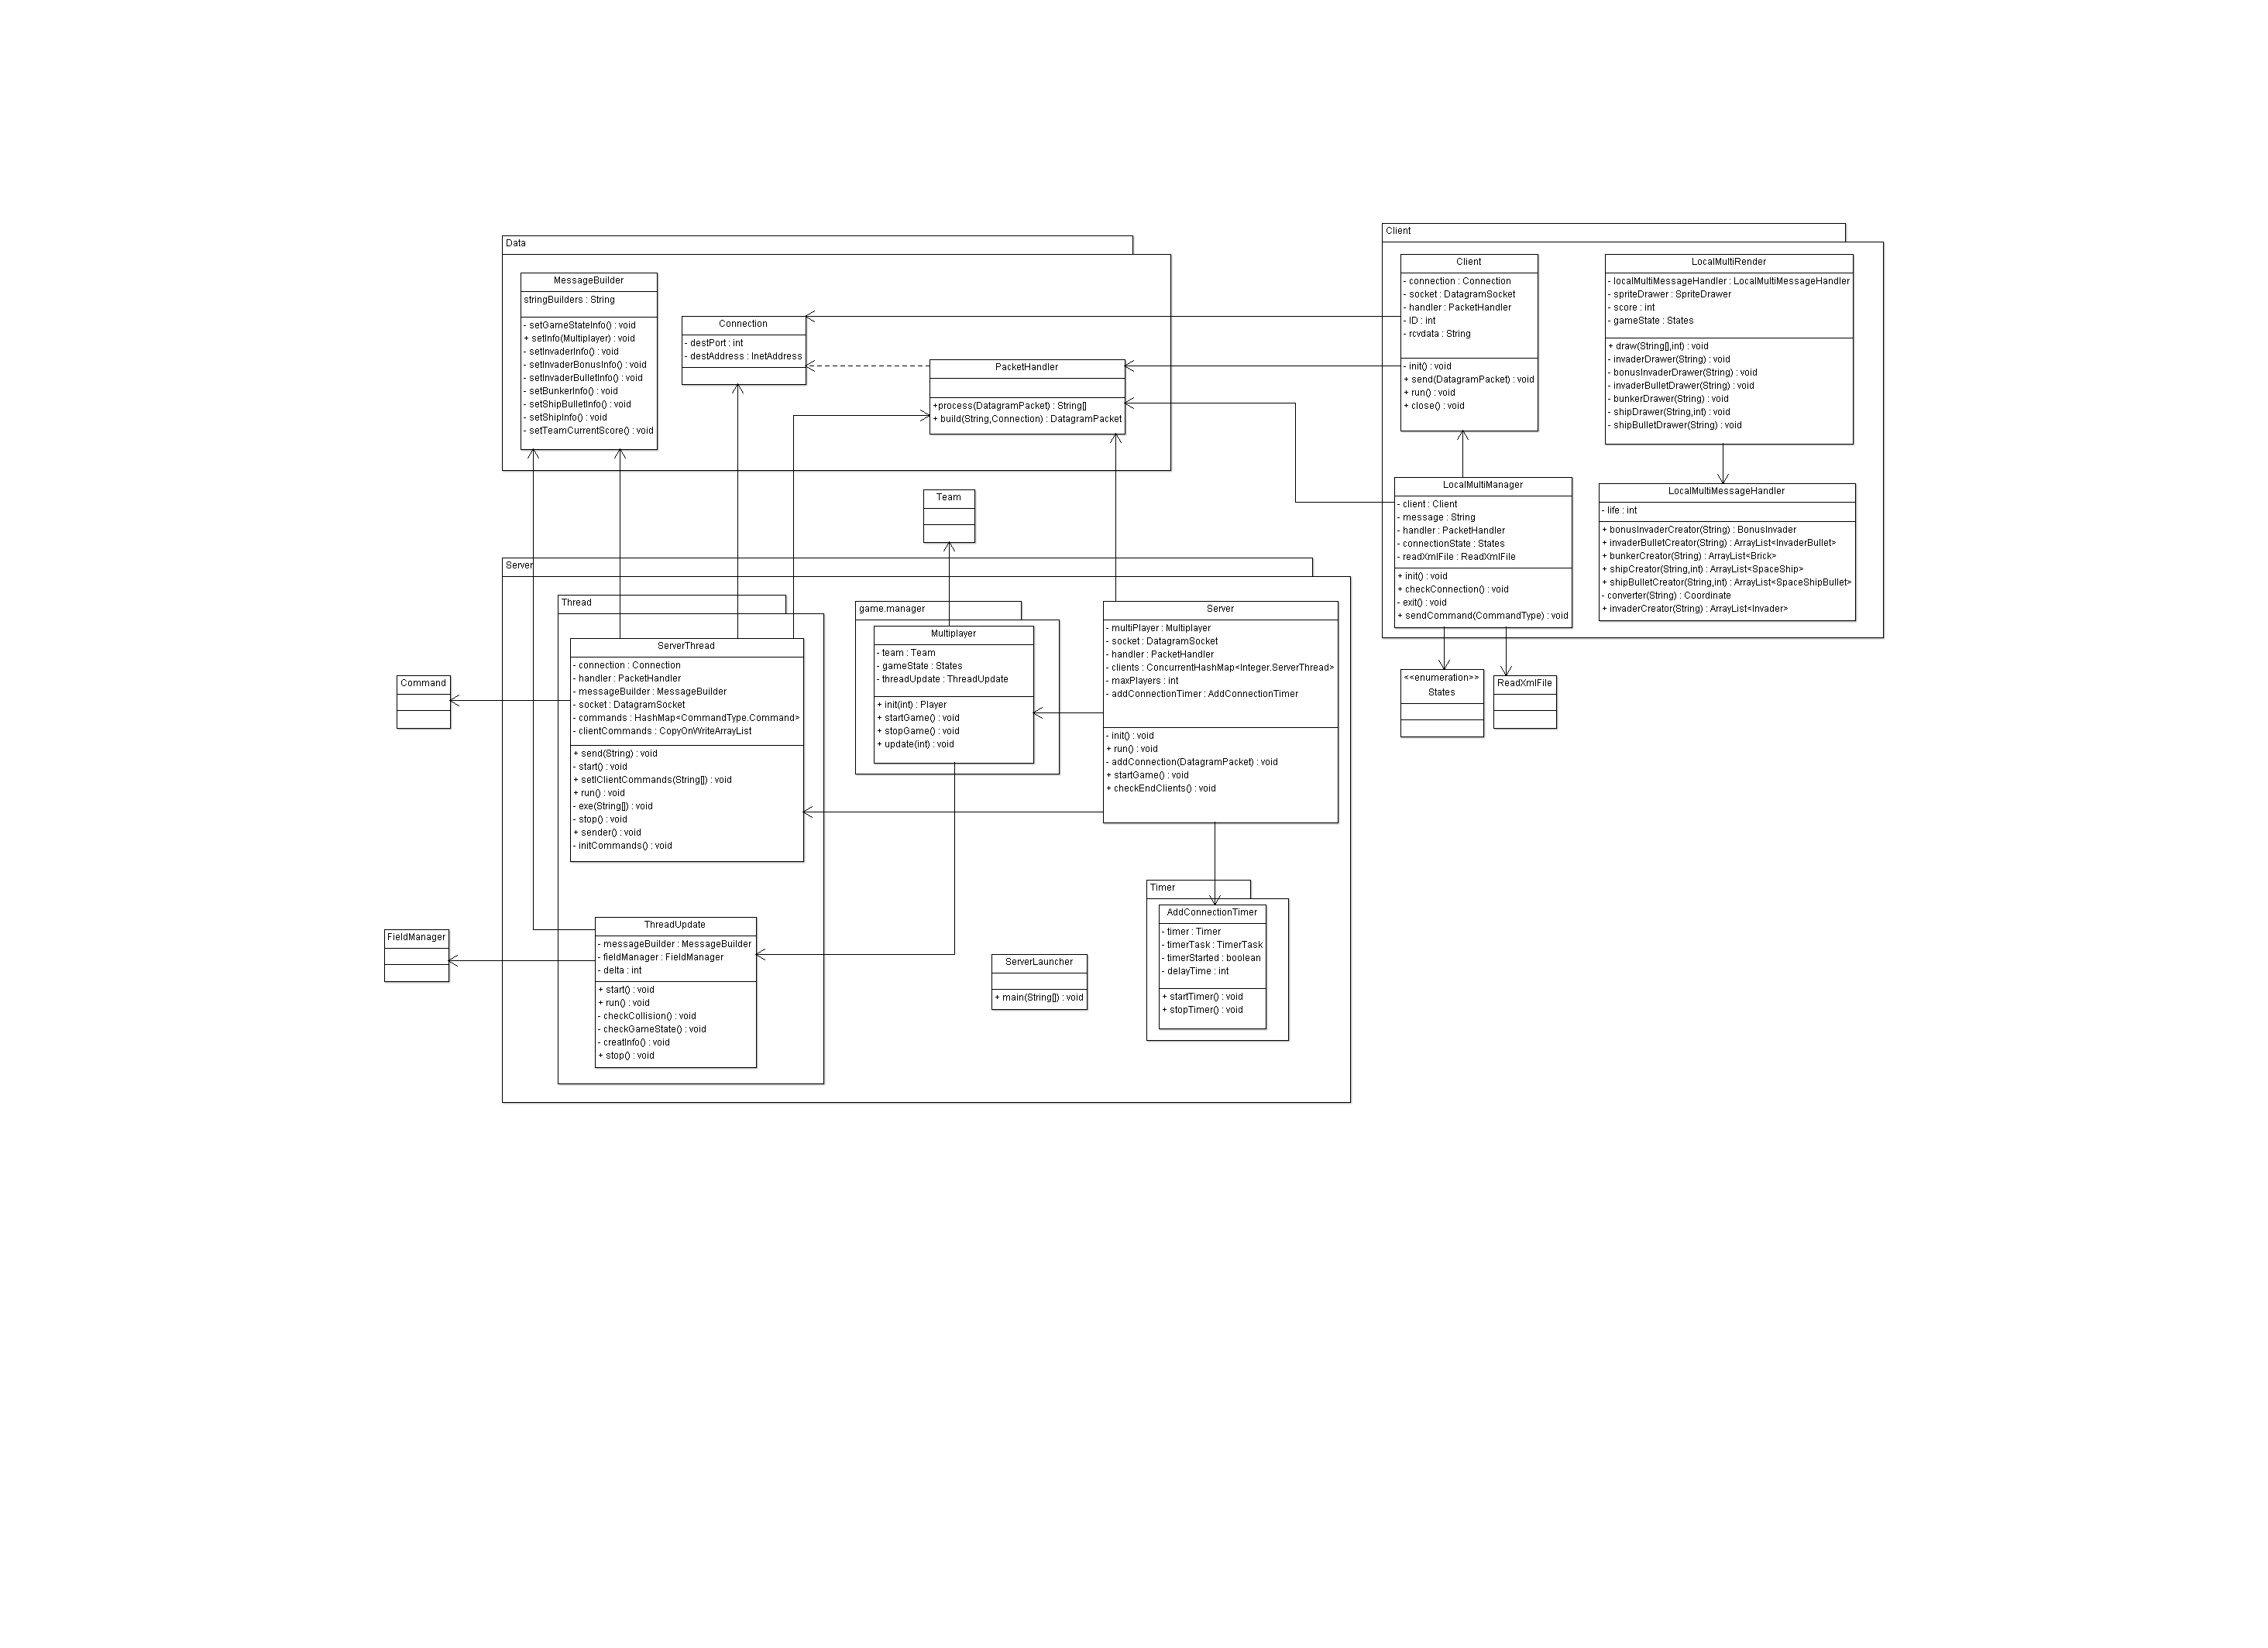 Data
MessageBuilder
stringBuilders : String
- setGameStateInfo() : void
+ setInfo(Multiplayer) : void
- setInvaderInfo() : void
- setInvaderBonusInfo() : void
- setInvaderBulletInfo() : void
- setBunkerInfo() : void
- setShipBulletInfo() : void
- setShipInfo() : void
- setTeamCurrentScore() : void
Connection
- destPort : int
- destAddress : InetAddress
PacketHandler
+process(DatagramPacket) : String[]
+ build(String,Connection) : DatagramPacket
Client
Client
- connection : Connection
- socket : DatagramSocket
- handler : PacketHandler
- ID : int
- rcvdata : String
- init() : void
+ send(DatagramPacket) : void
+ run() : void
+ close() : void
LocalMultiRender
- localMultiMessageHandler : LocalMultiMessageHandler
- spriteDrawer : SpriteDrawer
- score : int
- gameState : States
+ draw(String[],int) : void
- invaderDrawer(String) : void
- bonusInvaderDrawer(String) : void
- invaderBulletDrawer(String) : void
- bunkerDrawer(String) : void
- shipDrawer(String,int) : void
- shipBulletDrawer(String) : void
LocalMultiManager
- client : Client
- message : String
- handler : PacketHandler
- connectionState : States
- readXmlFile : ReadXmlFile
+ init() : void
+ checkConnection() : void
- exit() : void
+ sendCommand(CommandType) : void
LocalMultiMessageHandler
- life : int
+ bonusInvaderCreator(String) : BonusInvader
+ invaderBulletCreator(String) : ArrayList<InvaderBullet>
+ bunkerCreator(String) : ArrayList<Brick>
+ shipCreator(String,int) : ArrayList<SpaceShip>
+ shipBulletCreator(String,int) : ArrayList<SpaceShipBullet>
- converter(String) : Coordinate
+ invaderCreator(String) : ArrayList<Invader>
<<enumeration>>
States
ReadXmlFile
Team
Server
Thread
ServerThread
- connection : Connection
- handler : PacketHandler
- messageBuilder : MessageBuilder
- socket : DatagramSocket
- commands : HashMap<CommandType.Command>
- clientCommands : CopyOnWriteArrayList
+ send(String) : void
- start() : void
+ setIClientCommands(String[]) : void
+ run() : void
- exe(String[]) : void
- stop() : void
+ sender() : void
- initCommands() : void
Command
game.manager
Multiplayer
- team : Team
- gameState : States
- threadUpdate : ThreadUpdate
+ init(int) : Player
+ startGame() : void
+ stopGame() : void
+ update(int) : void
Server
- multiPlayer : Multiplayer
- socket : DatagramSocket
- handler : PacketHandler
- clients : ConcurrentHashMap<Integer.ServerThread>
- maxPlayers : int
- addConnectionTimer : AddConnectionTimer
- init() : void
+ run() : void
- addConnection(DatagramPacket) : void
+ startGame() : void
+ checkEndClients() : void
FieldManager
ThreadUpdate
- messageBuilder : MessageBuilder
- fieldManager : FieldManager
- delta : int
+ start() : void
+ run() : void
- checkCollision() : void
- checkGameState() : void
- creatInfo() : void
+ stop() : void
ServerLauncher
+ main(String[]) : void
Timer
AddConnectionTimer
- timer : Timer
- timerTask : TimerTask
- timerStarted : boolean
- delayTime : int
+ startTimer() : void
+ stopTimer() : void